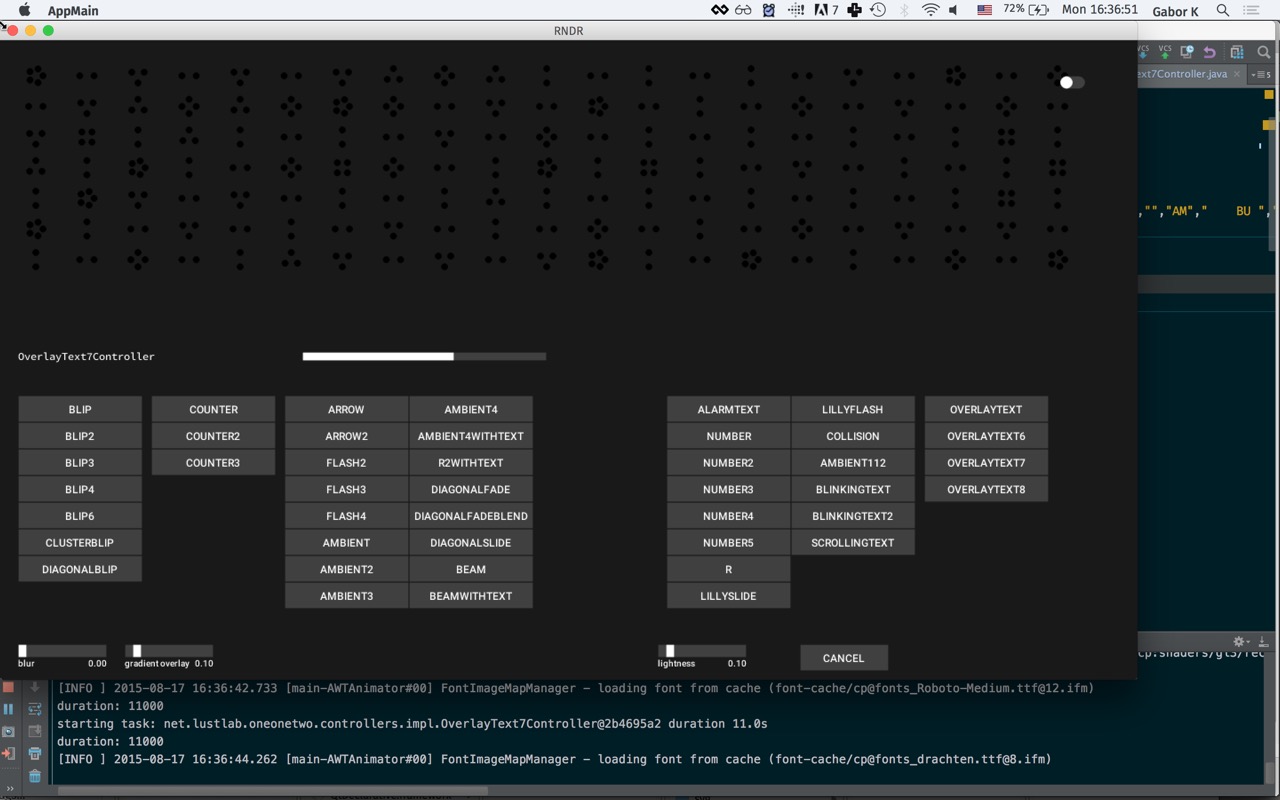 AppMain 7 72% Mon 16:36:51 Gabor K
RNDR
VCS VCS
ext7Controller.java 5
,"","AM"," BU ",
OverlayText7Controller
BLIP COUNTER ARROW AMBIENT4 ALARMTEXT LILLYFLASH OVERLAYTEXT
BLIP2 COUNTER2 ARROW2 AMBIENT4WITHTEXT NUMBER COLLISION OVERLAYTEXT6
BLIP3 COUNTER3 FLASH2 R2WITHTEXT NUMBER2 AMBIENT112 OVERLAYTEXT7
BLIP4 FLASH3 DIAGONALFADE NUMBER3 BLINKINGTEXT OVERLAYTEXT8
BLIP6 FLASH4 DIAGONALFADEBLEND NUMBER4 BLINKINGTEXT2
CLUSTERBLIP AMBIENT DIAGONALSLIDE NUMBER5 SCROLLINGTEXT
DIAGONALBLIP AMBIENT2 BEAM R
AMBIENT3 BEAMWITHTEXT LILLYSLIDE
blur 0.00 gradient overlay 0.10 lightness 0.10 CANCEL
cp.shaders/gl3/rec
[INFO ] 2015-08-17 16:36:42.733 [main-AWTAnimator#00] FontImageMapManager - loading font from cache (font-cache/cp@fonts_Roboto-Medium.ttf@12.ifm)
duration: 11000
starting task: net.lustlab.oneonetwo.controllers.impl.OverlayText7Controller@2b4695a2 duration 11.0s
duration: 11000
[INFO ] 2015-08-17 16:36:44.262 [main-AWTAnimator#00] FontImageMapManager - loading font from cache (font-cache/cp@fonts_drachten.ttf@8.ifm)